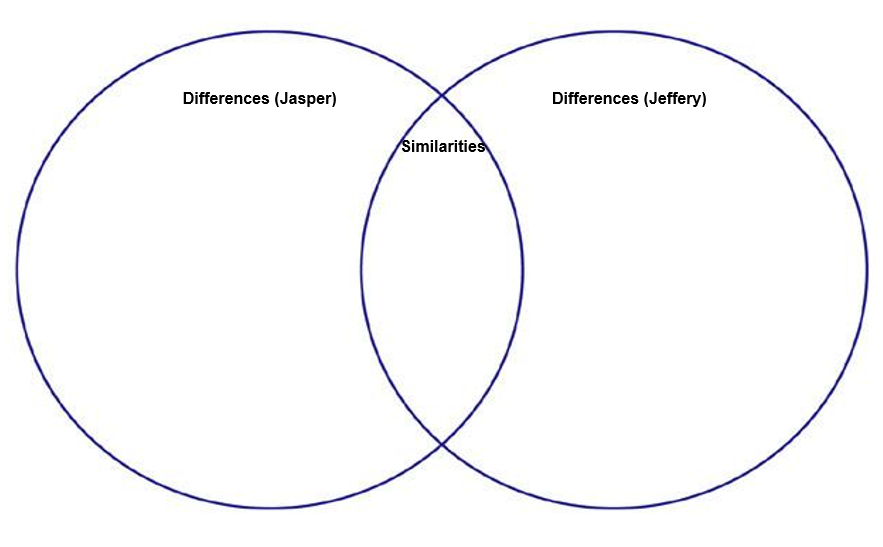 Differences (Jasper)
Differences (Jeffery)
Similarities